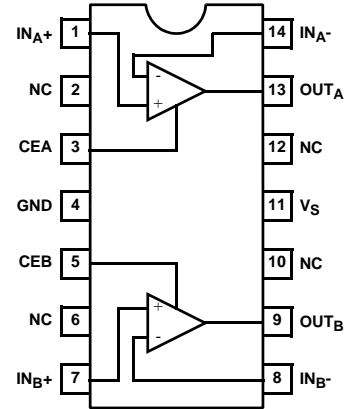 IN_A+ 1 14 IN_A-
- +
NC 2 13 OUT_A
CEA 3 12 NC
GND 4 11 V_S
CEB 5 10 NC
+ -
NC 6 9 OUT_B
IN_B+ 7 8 IN_B-